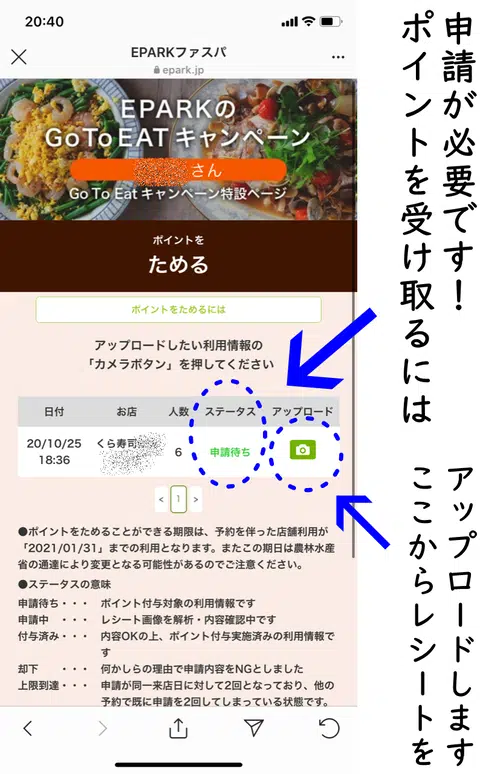 20:40
EPARKファスパ
epark.jp
EPARKの
GoTo EATキャンペーン
さん
Go To Eatキャンペーン特設ページ
ポイントを
ためる
ポイントをためるには
アップロードしたい利用情報の
「カメラボタン」を押してください
日付 お店 人数 ステータス アップロード
20/10/25 18:36 くら寿司 6 申請待ち
< 1 >
●ポイントをためることができる期限は、予約を伴った店舗利用が
「2021/01/31」までの利用となります。またこの期日は農林水産
省の通達により変更となる可能性があるのでご注意ください。
●ステータスの意味
申請待ち・・・ ポイント付与対象の利用情報です
申請中 ・・・ レシート画像を解析・内容確認中です
付与済み・・・ 内容OKの上、ポイント付与実施済みの利用情報で
す
却下 ・・・ 何かしらの理由で申請内容をNGとしました
上限到達・・・ 申請が同一来店日に対して2回となっており、他の
予約で既に申請を2回してしまっている状態です。
ポイントを受け取るには
申請が必要です!
ここからレシートを
アップロードします